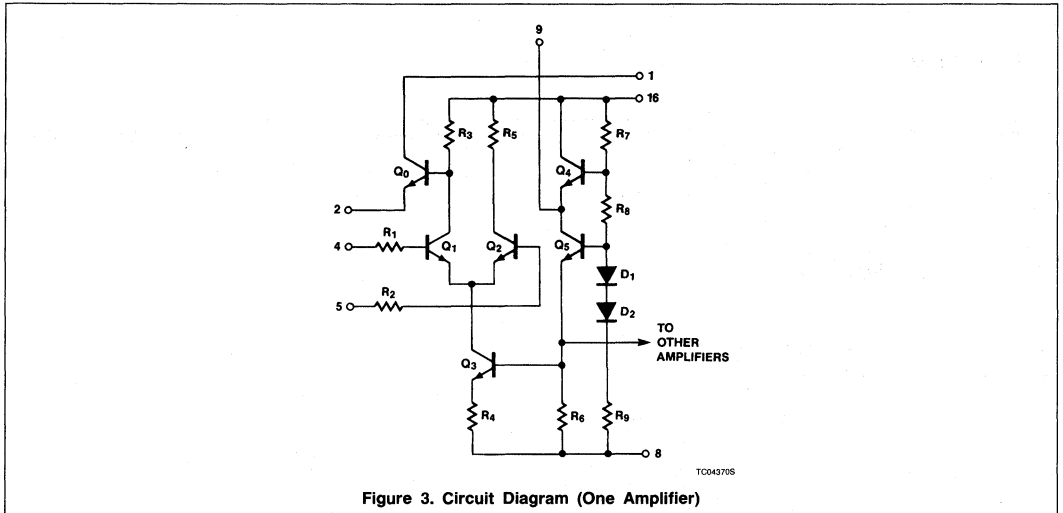 9
1
16
R3
R5
R7
Q0
Q4
R8
2
R1
4
Q1
Q2
Q5
D1
R2
5
D2
TO
OTHER
AMPLIFIERS
Q3
R4
R6
R9
8
TC04370S
Figure 3. Circuit Diagram (One Amplifier)